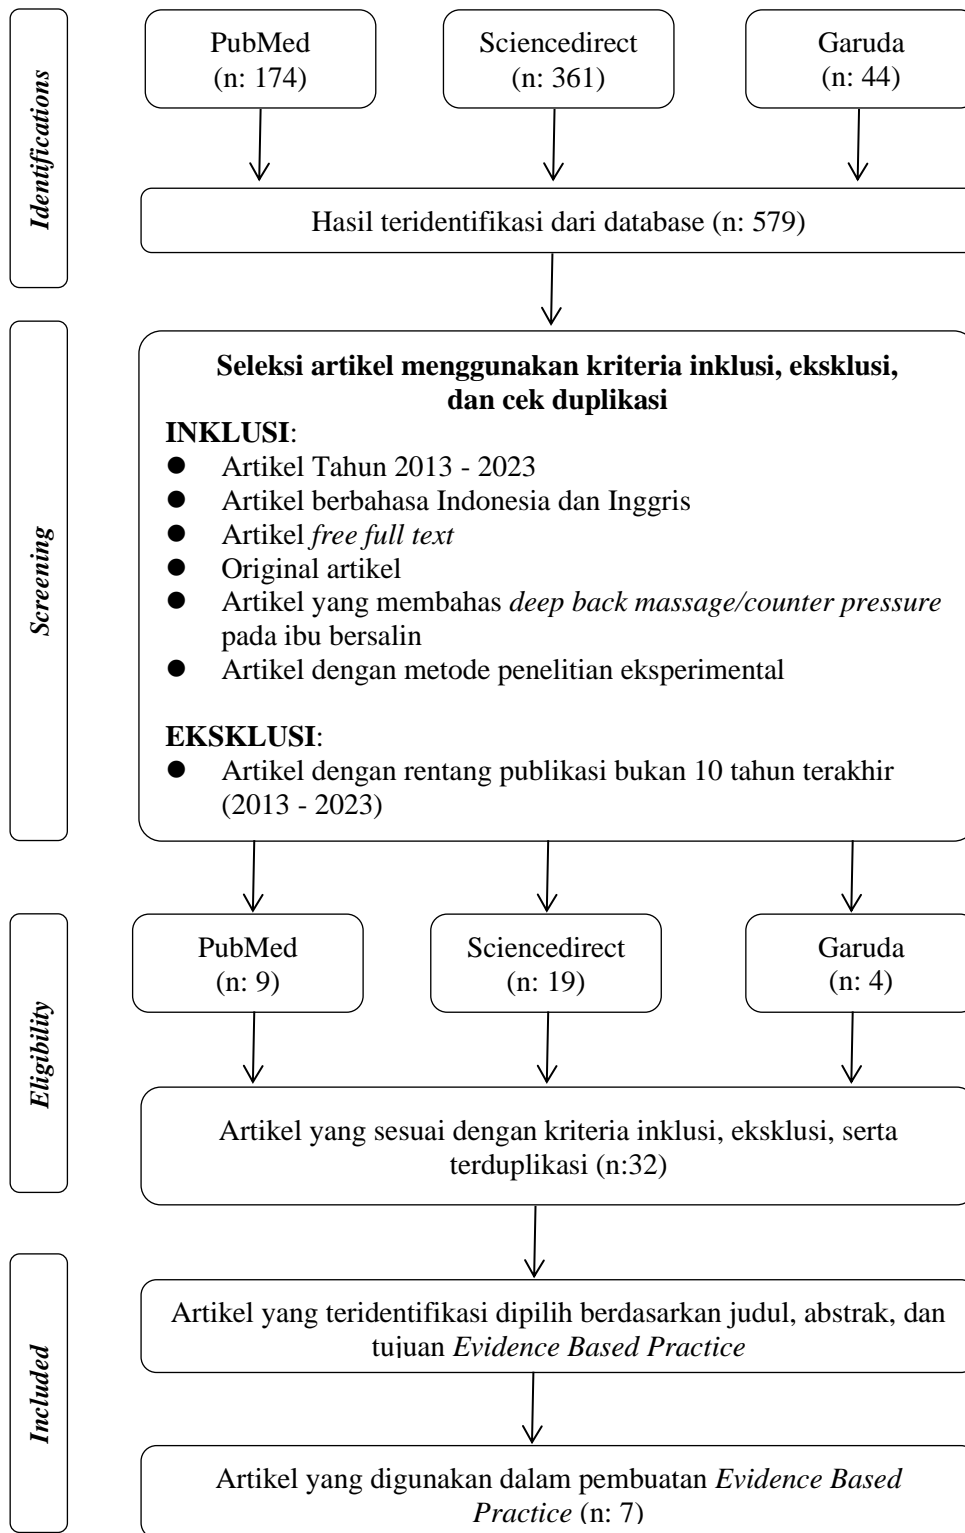 Identifications
PubMed
(n: 174)
Sciencedirect
(n: 361)
Garuda
(n: 44)
Hasil teridentifikasi dari database (n: 579)
Screening
Seleksi artikel menggunakan kriteria inklusi, eksklusi,
dan cek duplikasi
INKLUSI:
● Artikel Tahun 2013 - 2023
● Artikel berbahasa Indonesia dan Inggris
● Artikel free full text
● Original artikel
● Artikel yang membahas deep back massage/counter pressure
pada ibu bersalin
● Artikel dengan metode penelitian eksperimental
EKSKLUSI:
● Artikel dengan rentang publikasi bukan 10 tahun terakhir
(2013 - 2023)
Eligibility
PubMed
(n: 9)
Sciencedirect
(n: 19)
Garuda
(n: 4)
Artikel yang sesuai dengan kriteria inklusi, eksklusi, serta
terduplikasi (n:32)
Included
Artikel yang teridentifikasi dipilih berdasarkan judul, abstrak, dan
tujuan Evidence Based Practice
Artikel yang digunakan dalam pembuatan Evidence Based
Practice (n: 7)